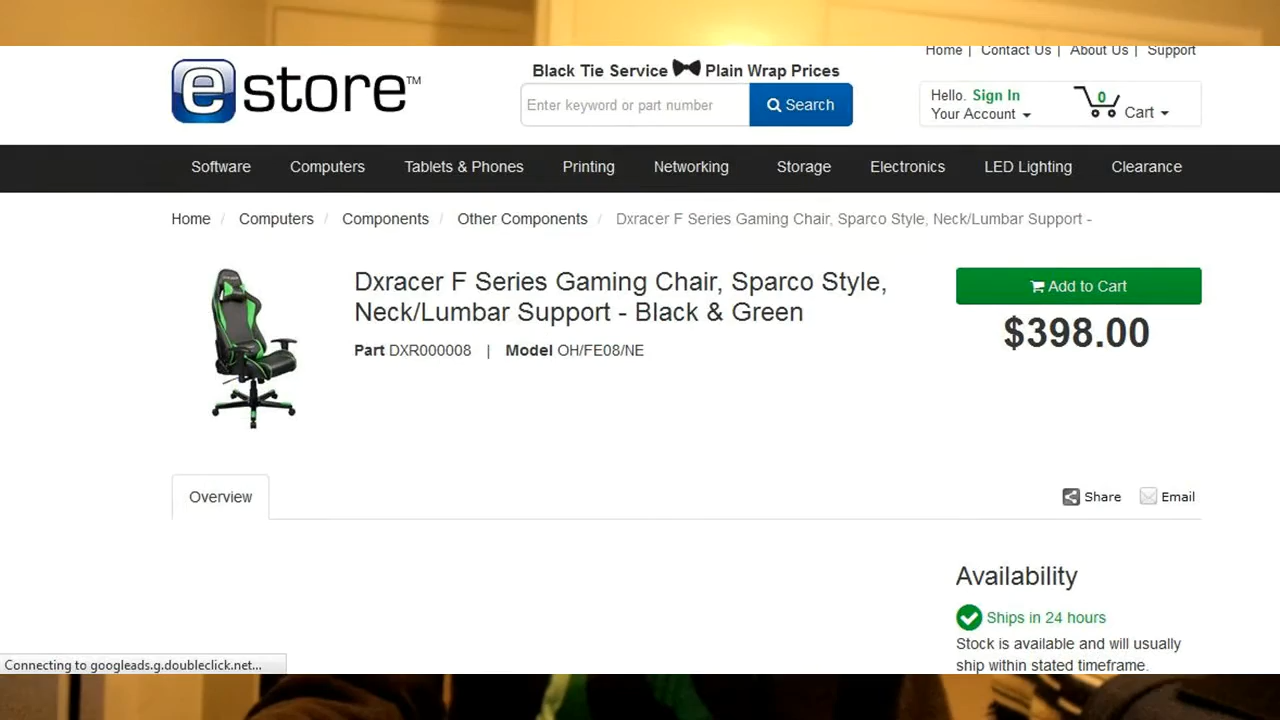 Home | Contact Us | About Us | Support
estore™
Black Tie Service Plain Wrap Prices
Enter keyword or part number Search
Hello. Sign In
Your Account
0 Cart
Software Computers Tablets & Phones Printing Networking Storage Electronics LED Lighting Clearance
Home / Computers / Components / Other Components / Dxracer F Series Gaming Chair, Sparco Style, Neck/Lumbar Support -
Dxracer F Series Gaming Chair, Sparco Style,
Neck/Lumbar Support - Black & Green
Part DXR000008 | Model OH/FE08/NE
Add to Cart
$398.00
Overview
Share Email
Availability
Ships in 24 hours
Stock is available and will usually
ship within stated timeframe.
Connecting to googleads.g.doubleclick.net...